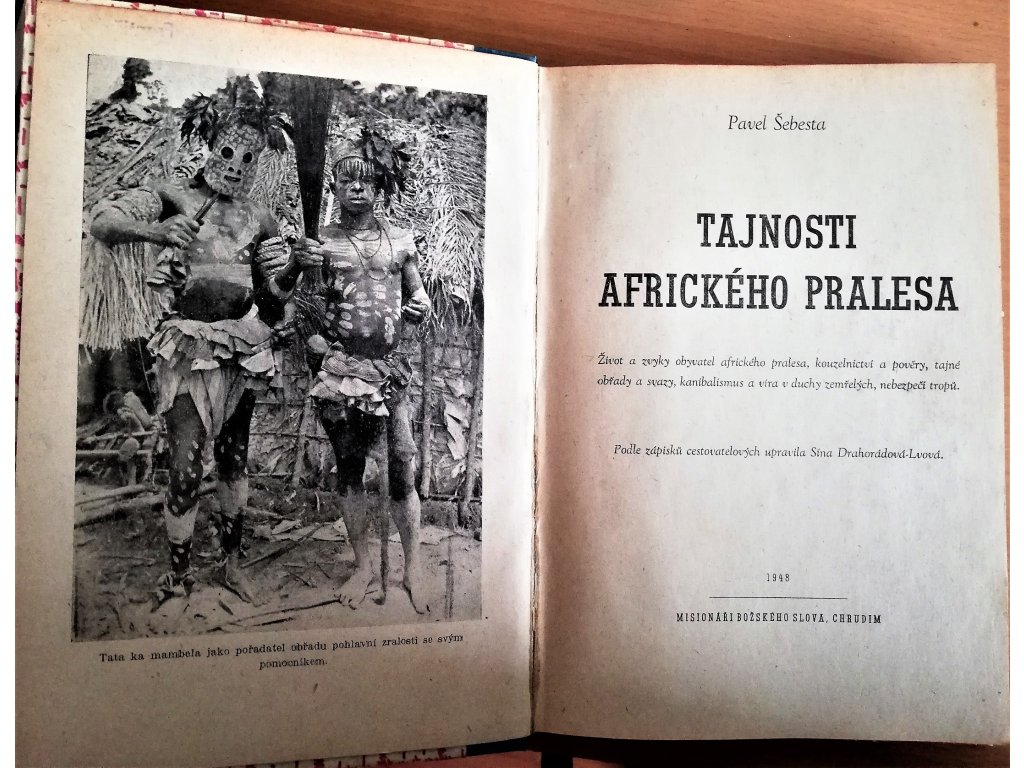 Tata ka mambela jako pořadatel obřadu pohlavní zralosti se svým
pomocníkem.
Pavel Šebesta
TAJNOSTI
AFRICKÉHO PRALESA
Život a zvyky obyvatel afrického pralesa, kouzelnictví a pověry, tajné
obřady a svazy, kanibalismus a víra v duchy zemřelých, nebezpečí tropů.
Podle zápisků cestovatelových upravila Sína Drahorádová-Lvová.
1948
MISIONÁŘI BOŽSKÉHO SLOVA, CHRUDIM